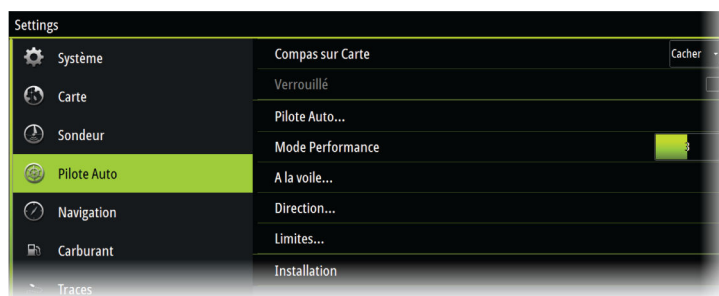 Settings
Système
Carte
Sondeur
Pilote Auto
Navigation
Carburant
Traces
Compas sur Carte Cacher
Verrouillé
Pilote Auto...
Mode Performance 3
A la voile...
Direction...
Limites...
Installation